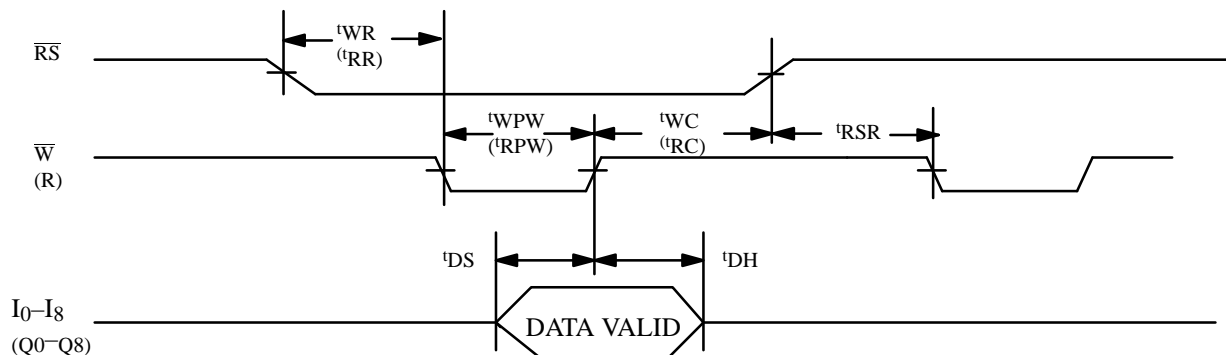 tWR
(tRR)
RS
tWPW
(tRPW)
tWC
(tRC)
tRSR
W
(R)
tDS
tDH
I0–I8
DATA VALID
(Q0–Q8)